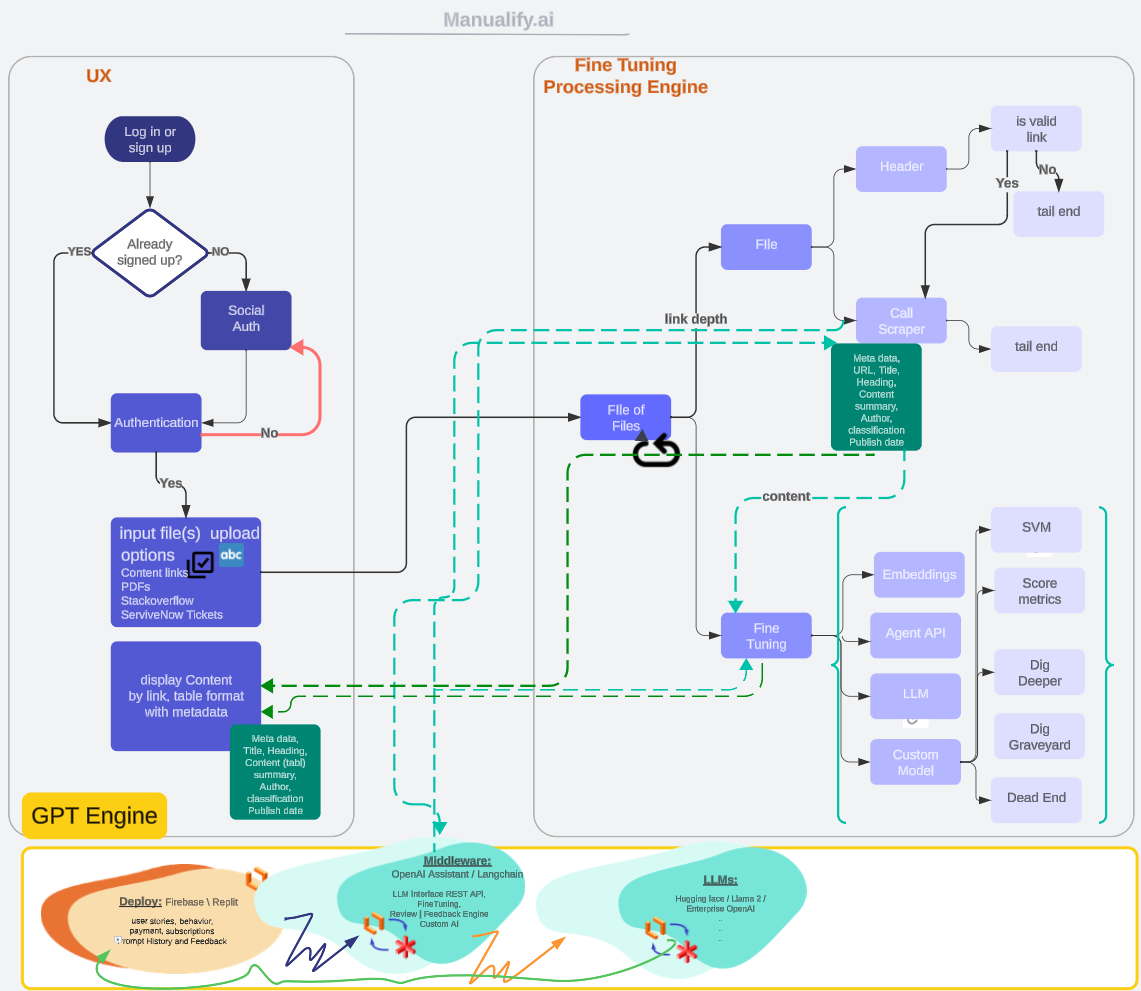 Manualify.ai
UX
Log in or
sign up
Already
signed up?
YES
NO
Social
Auth
Authentication
No
Yes
input file(s) upload
options
abc
Content links
PDFs
Stackoverflow
ServiveNow Tickets
display Content
by link, table format
with metadata
Meta data,
Title, Heading,
Content (tabl)
summary,
Author,
classification
Publish date
Fine Tuning
Processing Engine
is valid
link
Header
Yes
No
tail end
FIle
Call
Scraper
tail end
link depth
Meta data,
URL, Title,
Heading,
Content
summary,
Author,
classification
Publish date
FIle of
Files
content
SVM
Embeddings
Score
metrics
Fine
Tuning
Agent API
Dig
Deeper
LLM
Dig
Graveyard
Custom
Model
Dead End
GPT Engine
Deploy: Firebase \ Replit
user stories, behavior,
payment, subscriptions
Prompt History and Feedback
Middleware:
OpenAI Assistant / Langchain
LLM Interface REST API,
FineTuning,
Review | Feedback Engine
Custom AI
LLMs:
Hugging face / Llama 2 /
Enterprise OpenAI
..
..
..